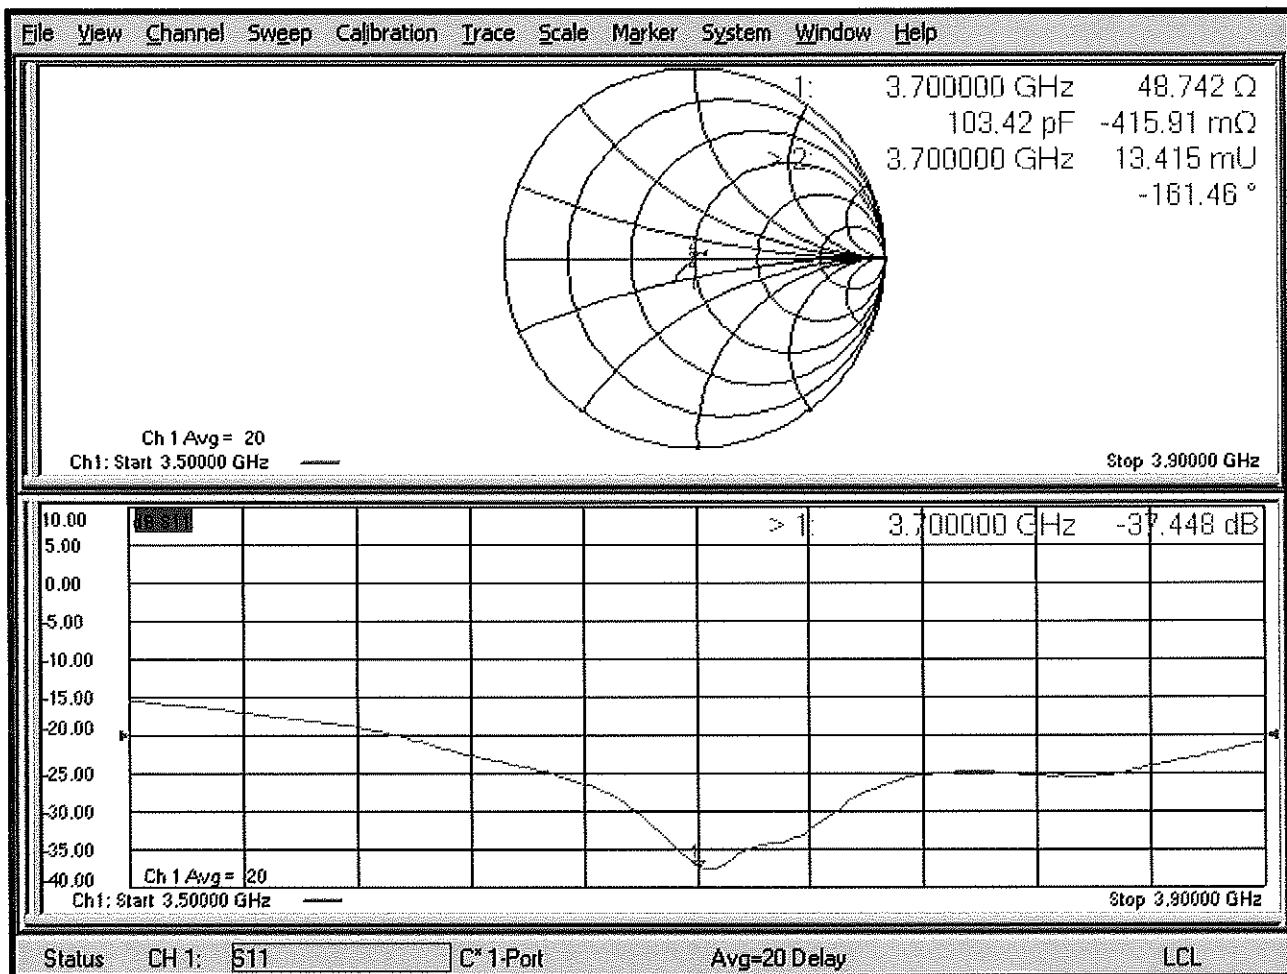 File View Channel Sweep Calibration Trace Scale Marker System Window Help
1: 3.700000 GHz 48.742 Ω
103.42 pF -415.91 mΩ
> 2: 3.700000 GHz 13.415 mU
-161.46 °
Ch 1 Avg = 20
Ch1: Start 3.50000 GHz
Stop 3.90000 GHz
10.00
dB S11
> 1: 3.700000 GHz -37.448 dB
5.00
0.00
-5.00
-10.00
-15.00
-20.00
-25.00
-30.00
-35.00
1
-40.00
Ch 1 Avg = 20
Ch1: Start 3.50000 GHz
Stop 3.90000 GHz
Status CH 1: S11 C* 1-Port Avg=20 Delay LCL